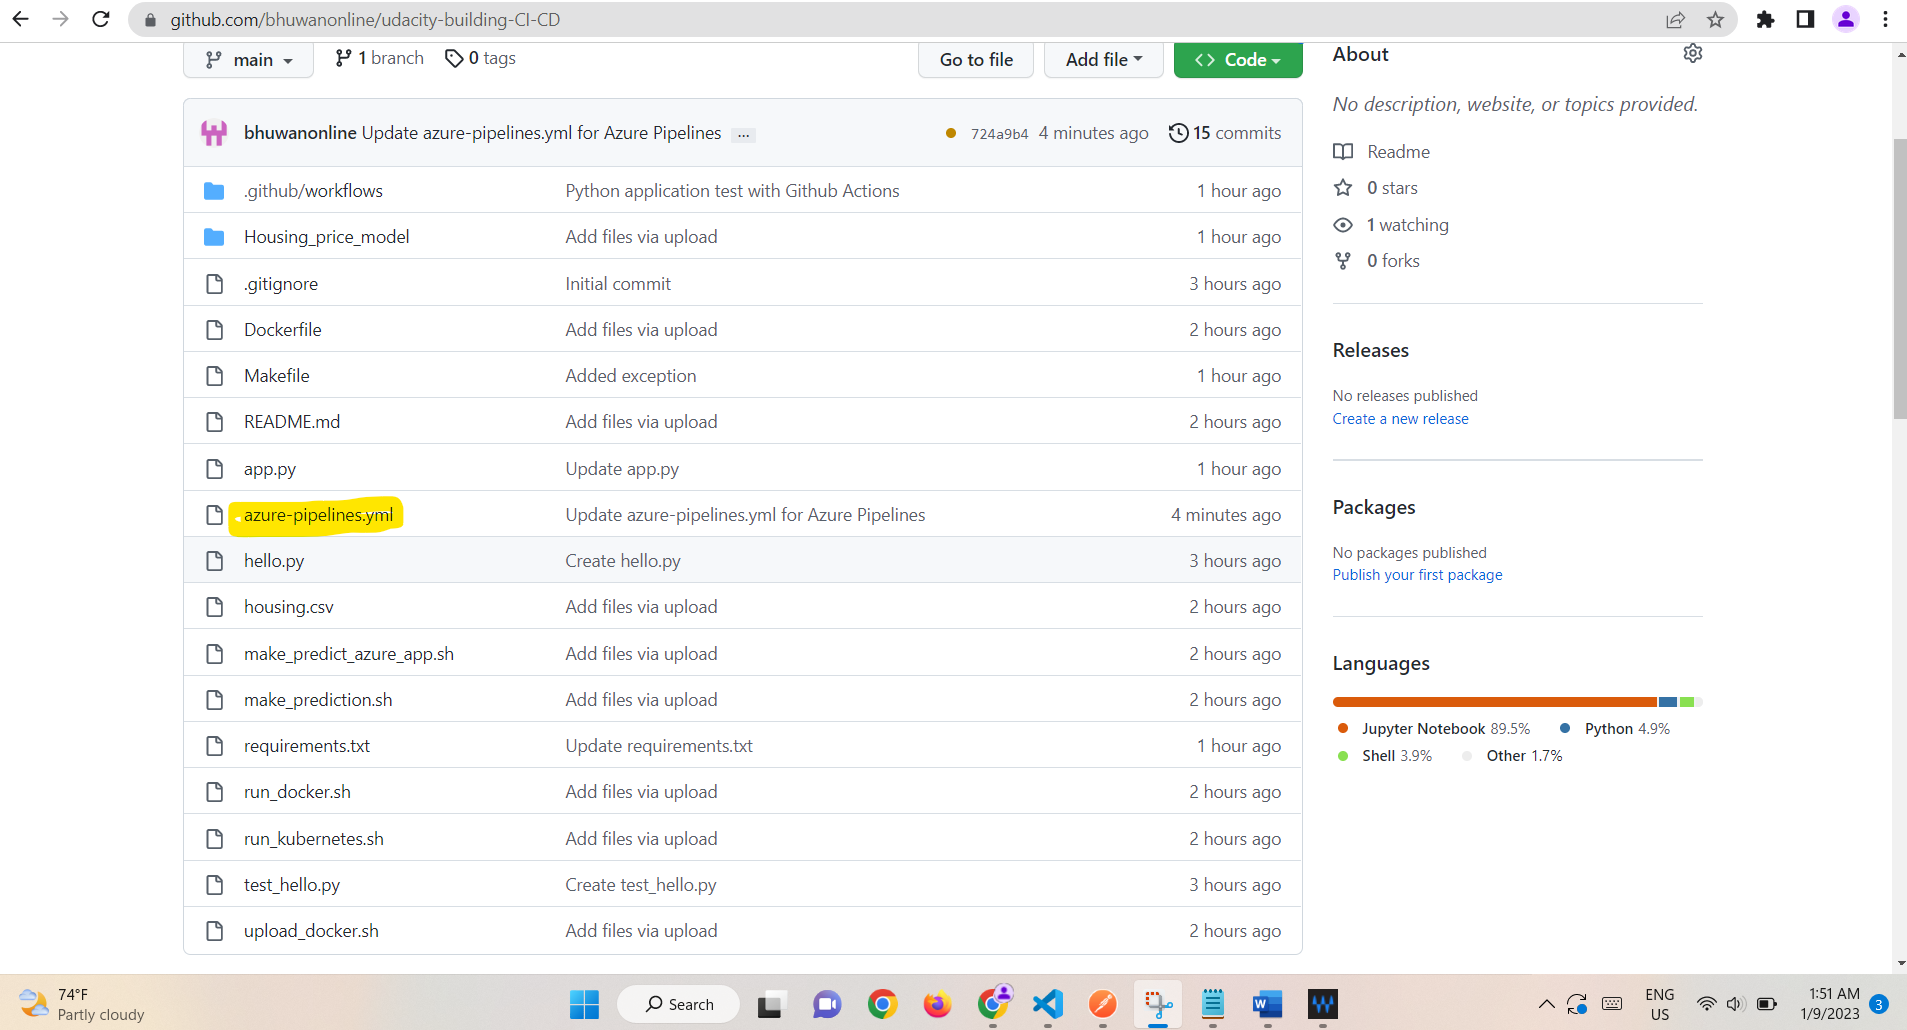 github.com/bhuwanonline/udacity-building-CI-CD
main 1 branch 0 tags Go to file Add file Code
bhuwanonline Update azure-pipelines.yml for Azure Pipelines ... 724a9b4 4 minutes ago 15 commits
.github/workflows Python application test with Github Actions 1 hour ago
Housing_price_model Add files via upload 1 hour ago
.gitignore Initial commit 3 hours ago
Dockerfile Add files via upload 2 hours ago
Makefile Added exception 1 hour ago
README.md Add files via upload 2 hours ago
app.py Update app.py 1 hour ago
azure-pipelines.yml Update azure-pipelines.yml for Azure Pipelines 4 minutes ago
hello.py Create hello.py 3 hours ago
housing.csv Add files via upload 2 hours ago
make_predict_azure_app.sh Add files via upload 2 hours ago
make_prediction.sh Add files via upload 2 hours ago
requirements.txt Update requirements.txt 1 hour ago
run_docker.sh Add files via upload 2 hours ago
run_kubernetes.sh Add files via upload 2 hours ago
test_hello.py Create test_hello.py 3 hours ago
upload_docker.sh Add files via upload 2 hours ago
About
No description, website, or topics provided.
Readme
0 stars
1 watching
0 forks
Releases
No releases published
Create a new release
Packages
No packages published
Publish your first package
Languages
Jupyter Notebook 89.5% Python 4.9%
Shell 3.9% Other 1.7%
74°F
Partly cloudy
Search
W
ENG
US
1:51 AM
1/9/2023
3